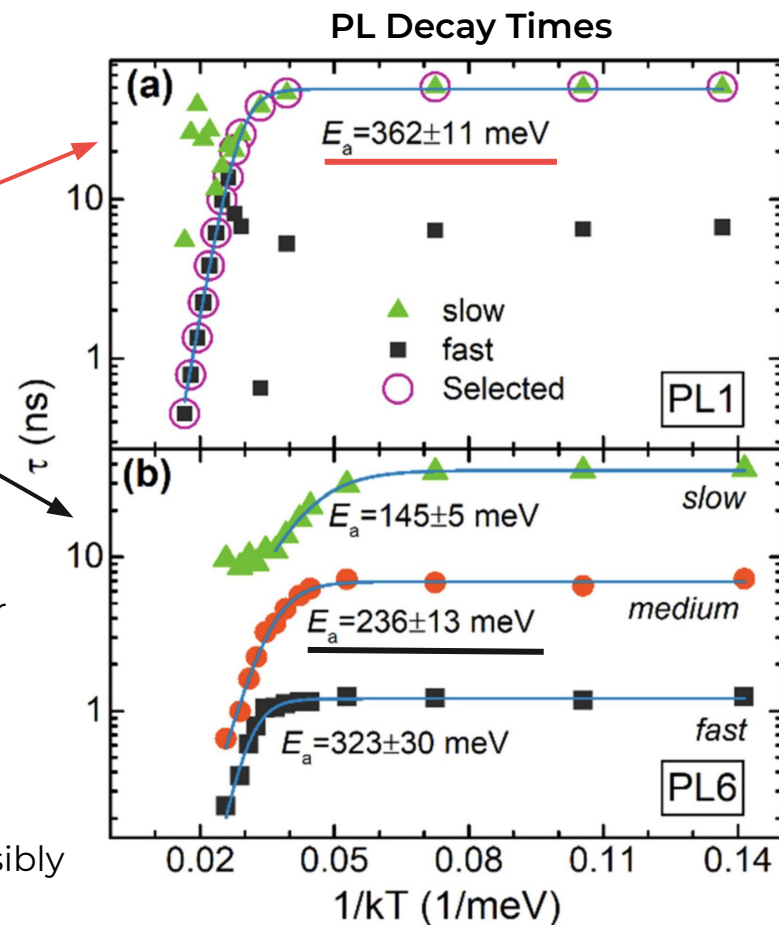 PL Decay Times
(a)
Eₐ=362±11 meV
10
slow
fast
Selected
1
PL1
τ (ns)
(b)
slow
Eₐ=145±5 meV
10
medium
Eₐ=236±13 meV
1
fast
Eₐ=323±30 meV
PL6
0.02 0.05 0.08 0.11 0.14
1/kT (1/meV)